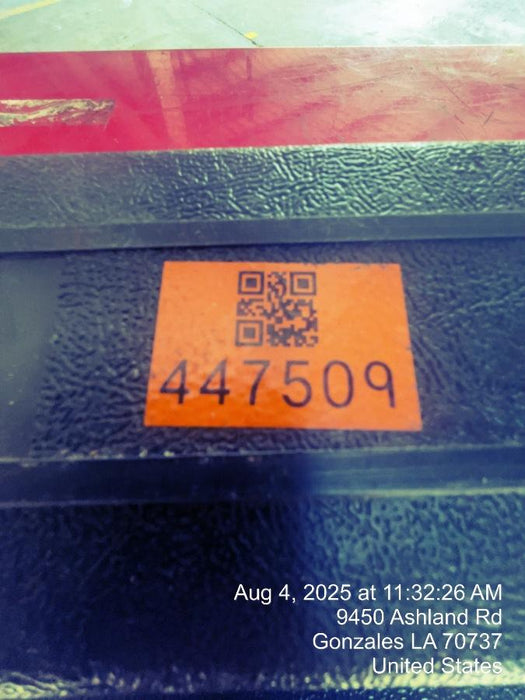 447509
Aug 4, 2025 at 11:32:26 AM
9450 Ashland Rd
Gonzales LA 70737
United States